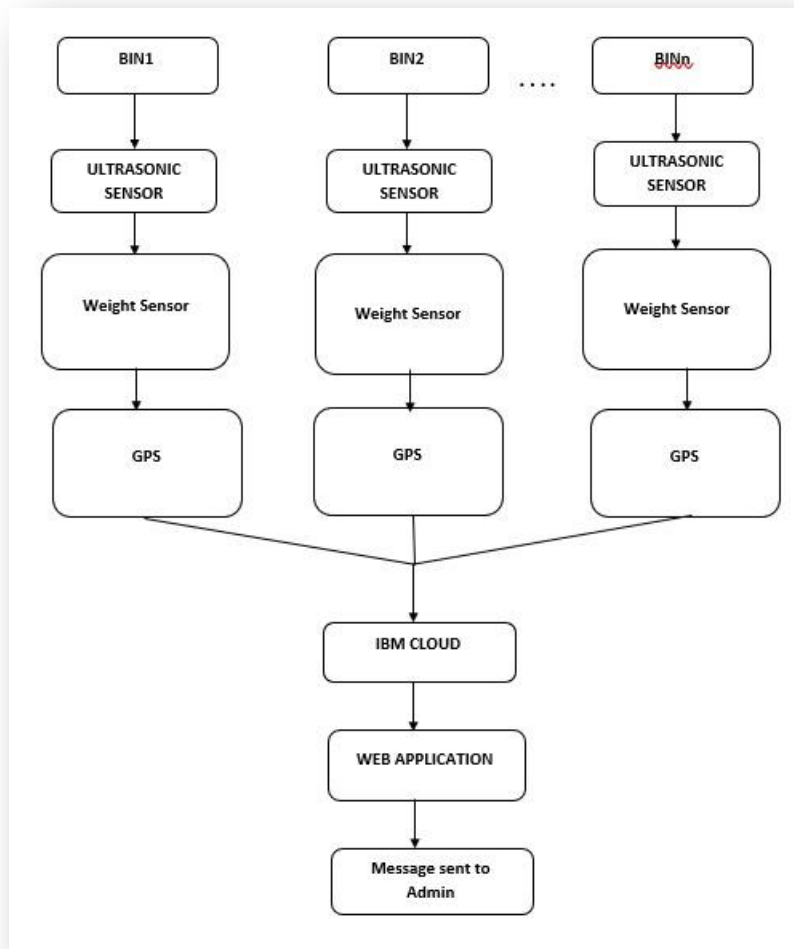 BIN1
BIN2
....
BINn
ULTRASONIC
SENSOR
ULTRASONIC
SENSOR
ULTRASONIC
SENSOR
Weight Sensor
Weight Sensor
Weight Sensor
GPS
GPS
GPS
IBM CLOUD
WEB APPLICATION
Message sent to
Admin